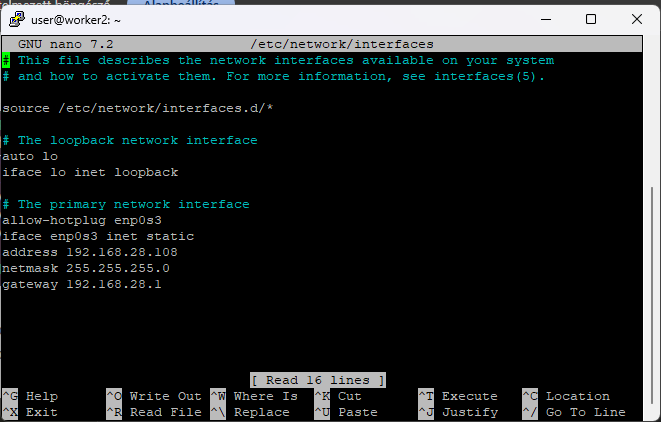 Alapbeállítás
user@worker2: ~
GNU nano 7.2 /etc/network/interfaces
# This file describes the network interfaces available on your system
# and how to activate them. For more information, see interfaces(5).
source /etc/network/interfaces.d/*
# The loopback network interface
auto lo
iface lo inet loopback
# The primary network interface
allow-hotplug enp0s3
iface enp0s3 inet static
address 192.168.28.108
netmask 255.255.255.0
gateway 192.168.28.1
[ Read 16 lines ]
^G Help ^O Write Out ^W Where Is ^K Cut ^T Execute ^C Location
^X Exit ^R Read File ^\ Replace ^U Paste ^J Justify ^/ Go To Line